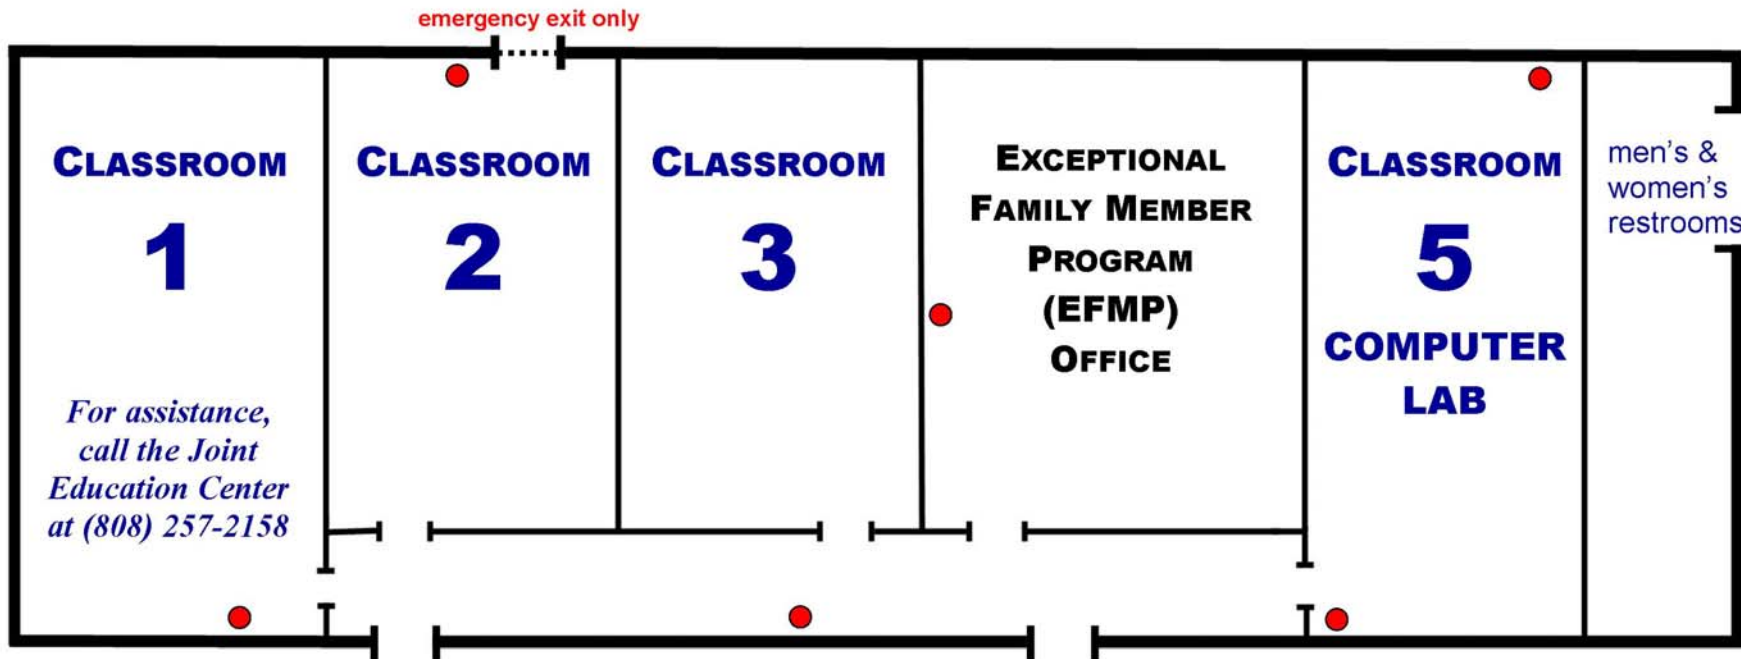 emergency exit only
CLASSROOM
1
For assistance,
call the Joint
Education Center
at (808) 257-2158
CLASSROOM
2
CLASSROOM
3
EXCEPTIONAL
FAMILY MEMBER
PROGRAM
(EFMP)
OFFICE
CLASSROOM
5
COMPUTER
LAB
men's &
women's
restrooms